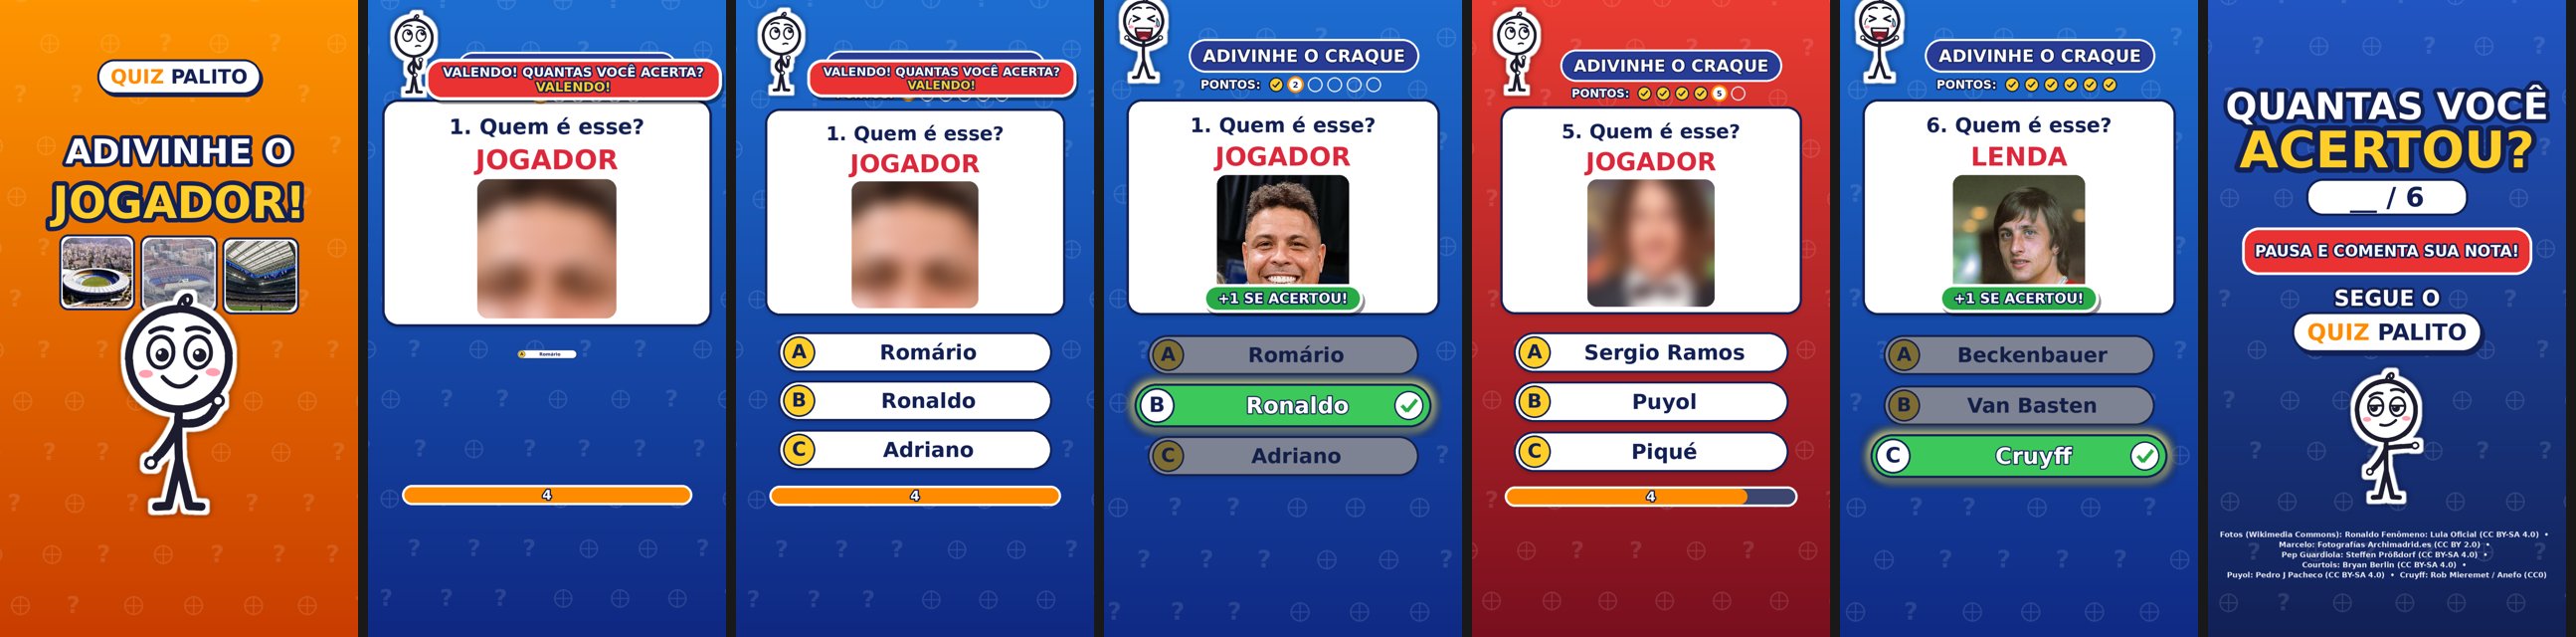 QUIZ PALITO
ADIVINHE O
JOGADOR!
VALENDO! QUANTAS VOCÊ ACERTA?
VALENDO!
1. Quem é esse?
JOGADOR
A Romário
4
VALENDO! QUANTAS VOCÊ ACERTA?
VALENDO!
1. Quem é esse?
JOGADOR
A Romário
B Ronaldo
C Adriano
4
ADIVINHE O CRAQUE
PONTOS: 2
1. Quem é esse?
JOGADOR
+1 SE ACERTOU!
A Romário
B Ronaldo
C Adriano
ADIVINHE O CRAQUE
PONTOS: 5
5. Quem é esse?
JOGADOR
A Sergio Ramos
B Puyol
C Piqué
4
ADIVINHE O CRAQUE
PONTOS:
6. Quem é esse?
LENDA
+1 SE ACERTOU!
A Beckenbauer
B Van Basten
C Cruyff
QUANTAS VOCÊ
ACERTOU?
__ / 6
PAUSA E COMENTA SUA NOTA!
SEGUE O
QUIZ PALITO
Fotos (Wikimedia Commons): Ronaldo Fenômeno: Lula Oficial (CC BY-SA 4.0) •
Marcelo: Fotografías Archimadrid.es (CC BY 2.0) •
Pep Guardiola: Steffen Prößdorf (CC BY-SA 4.0) •
Courtois: Bryan Berlin (CC BY-SA 4.0) •
Puyol: Pedro J Pacheco (CC BY-SA 4.0) • Cruyff: Rob Mieremet / Anefo (CC0)